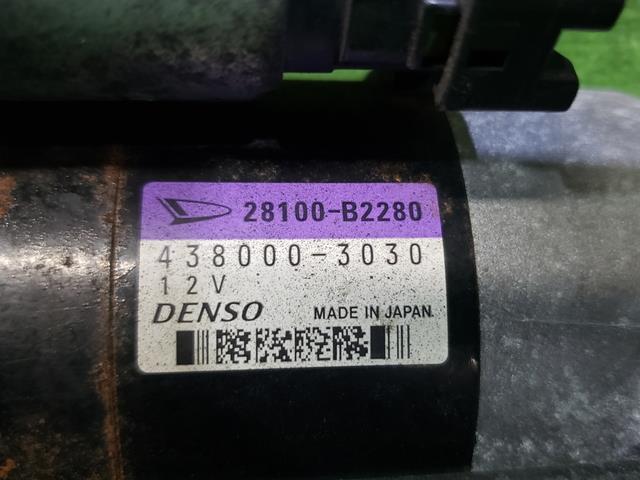 28100-B2280
438000-3030
12V
DENSO MADE IN JAPAN